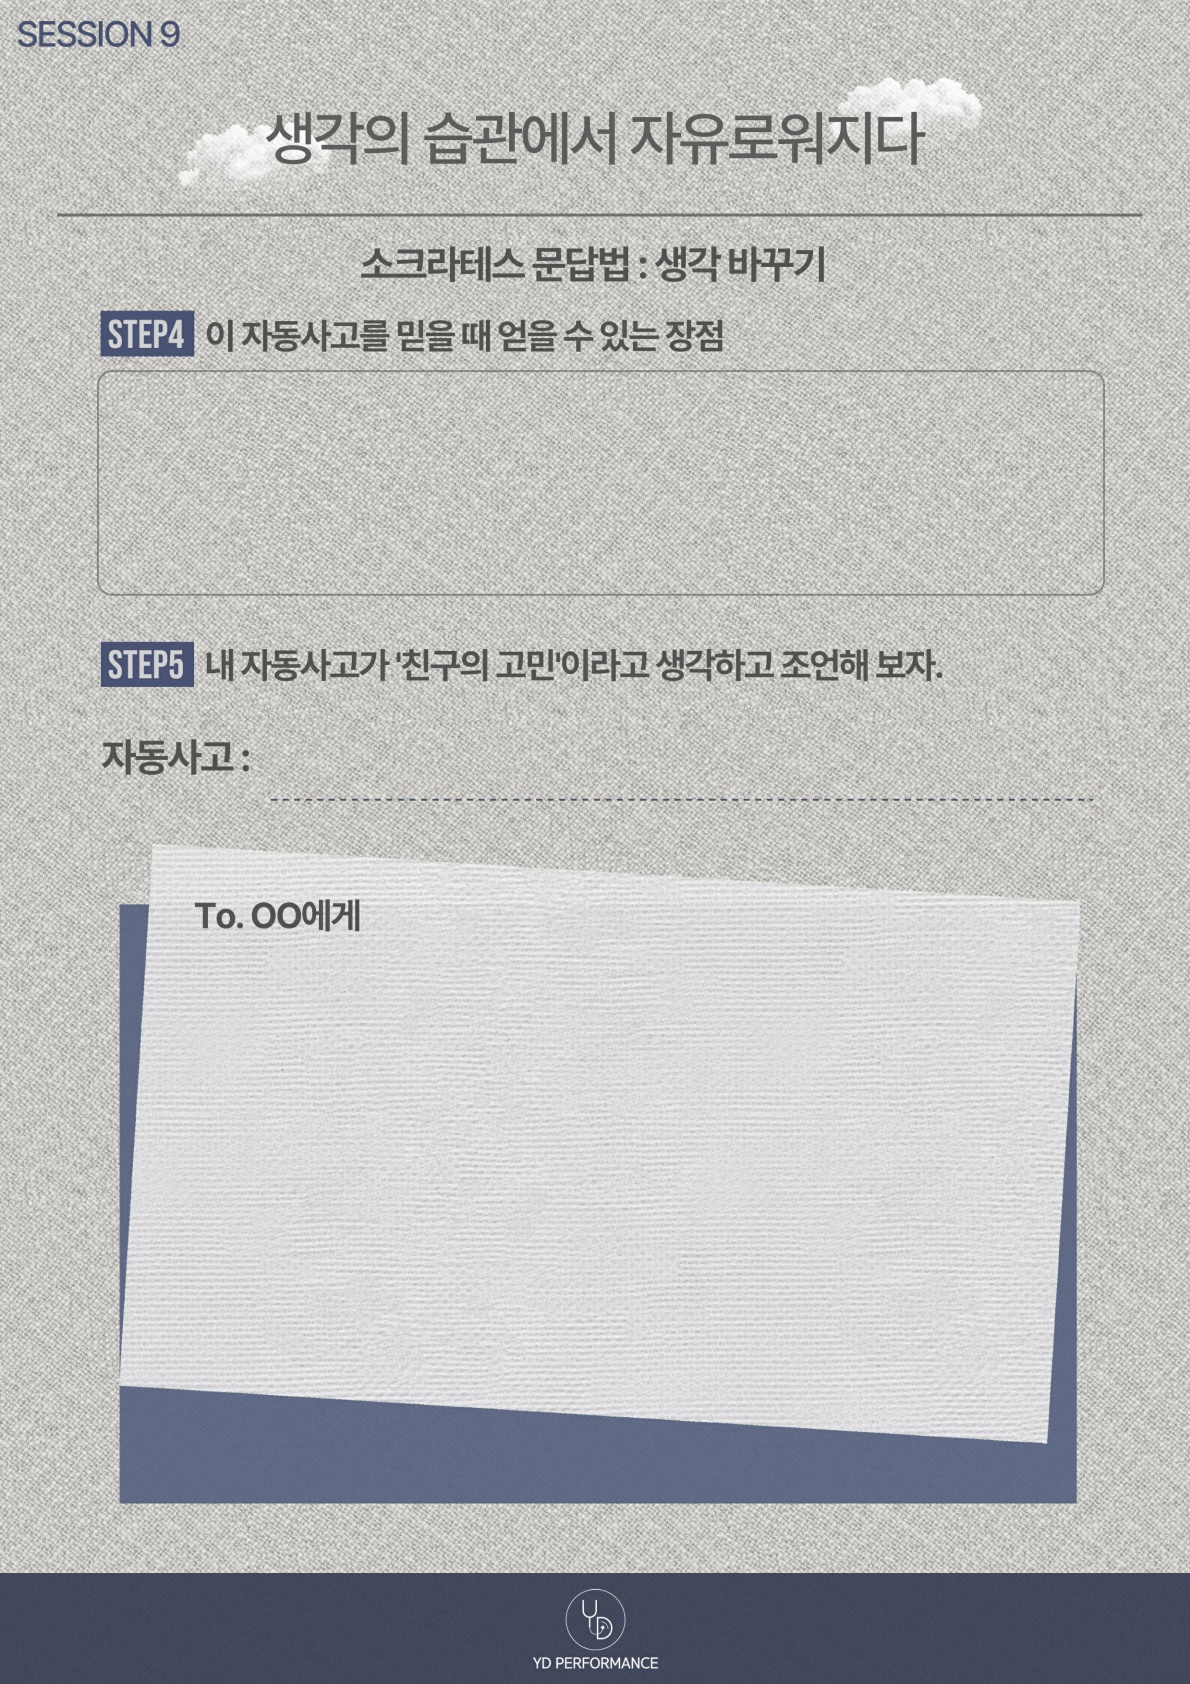 SESSION 9
생각의 습관에서 자유로워지다
소크라테스 문답법 : 생각 바꾸기
STEP4 이 자동사고를 믿을 때 얻을 수 있는 장점
STEP5 내 자동사고가 '친구의 고민'이라고 생각하고 조언해 보자.
자동사고 :
To. OO에게
YD
YD PERFORMANCE